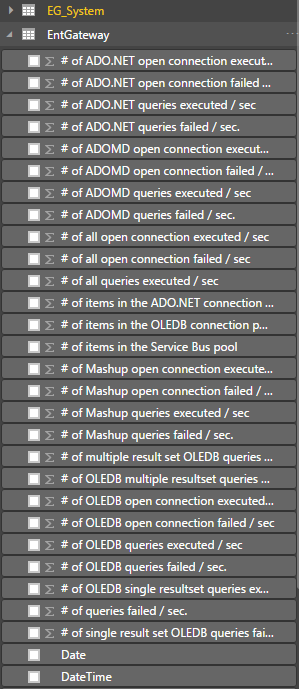 EG_System
EntGateway
# of ADO.NET open connection execut...
# of ADO.NET open connection failed ...
# of ADO.NET queries executed / sec
# of ADO.NET queries failed / sec.
# of ADOMD open connection execut...
# of ADOMD open connection failed / ...
# of ADOMD queries executed / sec
# of ADOMD queries failed / sec.
# of all open connection executed / sec
# of all open connection failed / sec
# of all queries executed / sec
# of items in the ADO.NET connection ...
# of items in the OLEDB connection p...
# of items in the Service Bus pool
# of Mashup open connection execute...
# of Mashup open connection failed / ...
# of Mashup queries executed / sec
# of Mashup queries failed / sec.
# of multiple result set OLEDB queries ...
# of OLEDB multiple resultset queries ...
# of OLEDB open connection executed...
# of OLEDB open connection failed / sec
# of OLEDB queries executed / sec
# of OLEDB queries failed / sec.
# of OLEDB single resultset queries ex...
# of queries failed / sec.
# of single result set OLEDB queries fai...
Date
DateTime